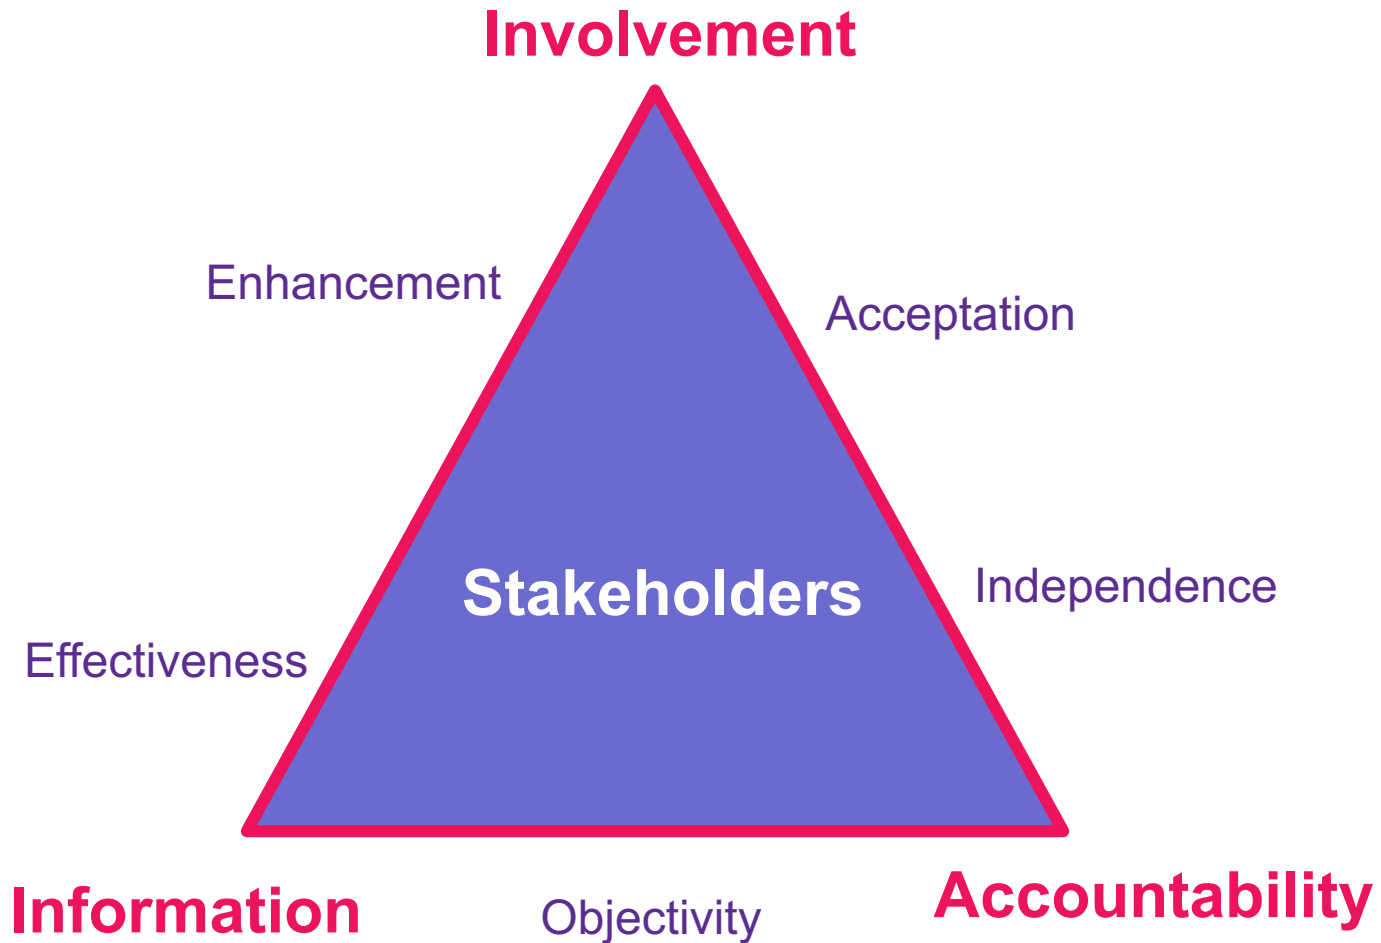 Involvement
Enhancement
Acceptation
Stakeholders
Independence
Effectiveness
Information
Objectivity
Accountability